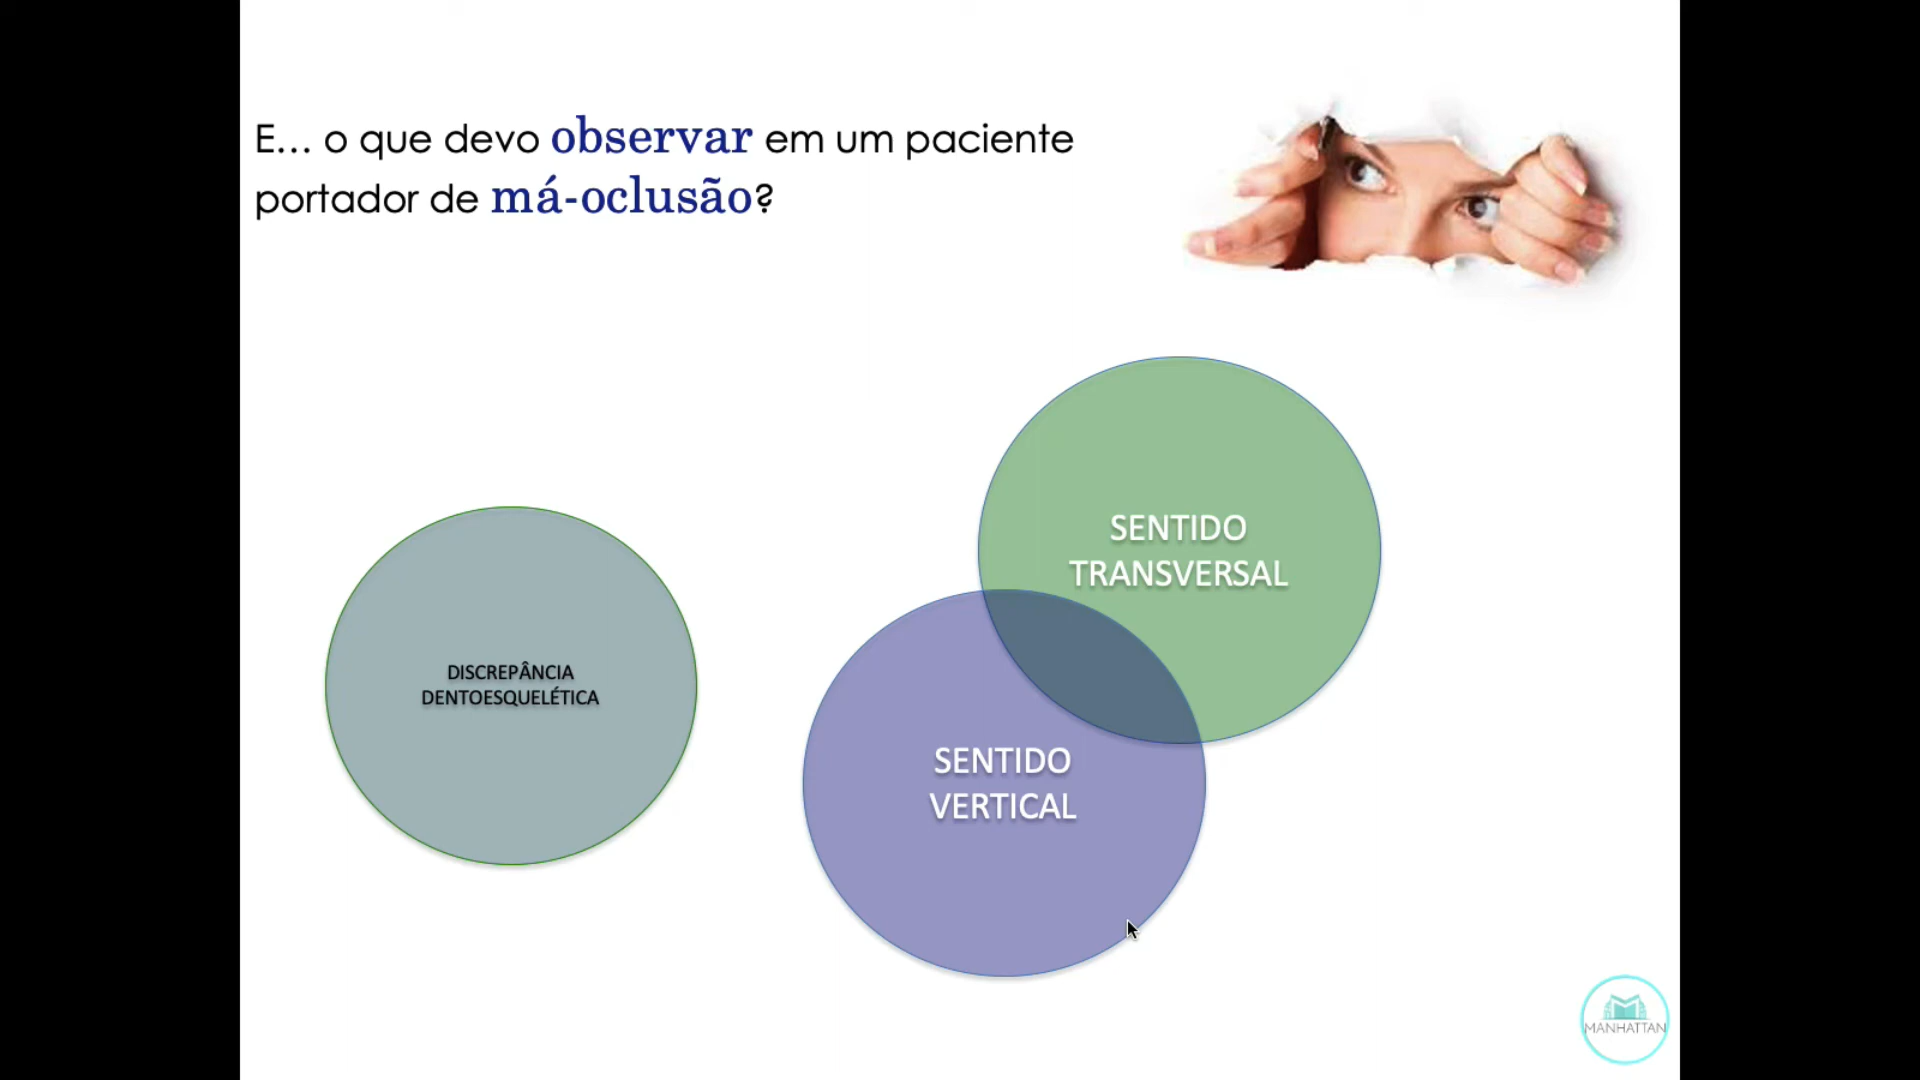 E... o que devo observar em um paciente
portador de má-oclusão?
SENTIDO
TRANSVERSAL
DISCREPÂNCIA
DENTOESQUELÉTICA
SENTIDO
VERTICAL
MANHATTAN